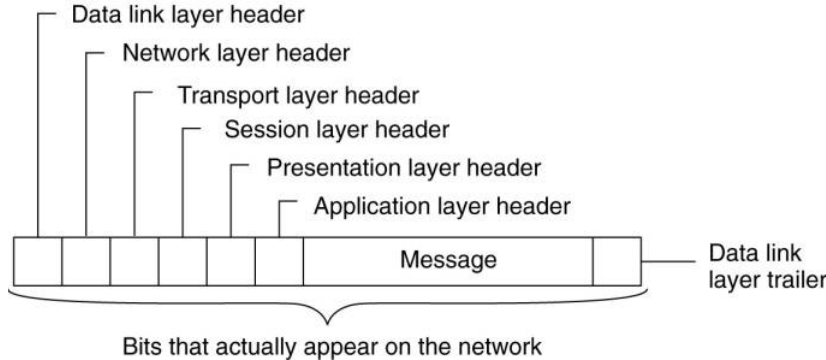 Data link layer header
Network layer header
Transport layer header
Session layer header
Presentation layer header
Application layer header
Message
Data link
layer trailer
Bits that actually appear on the network